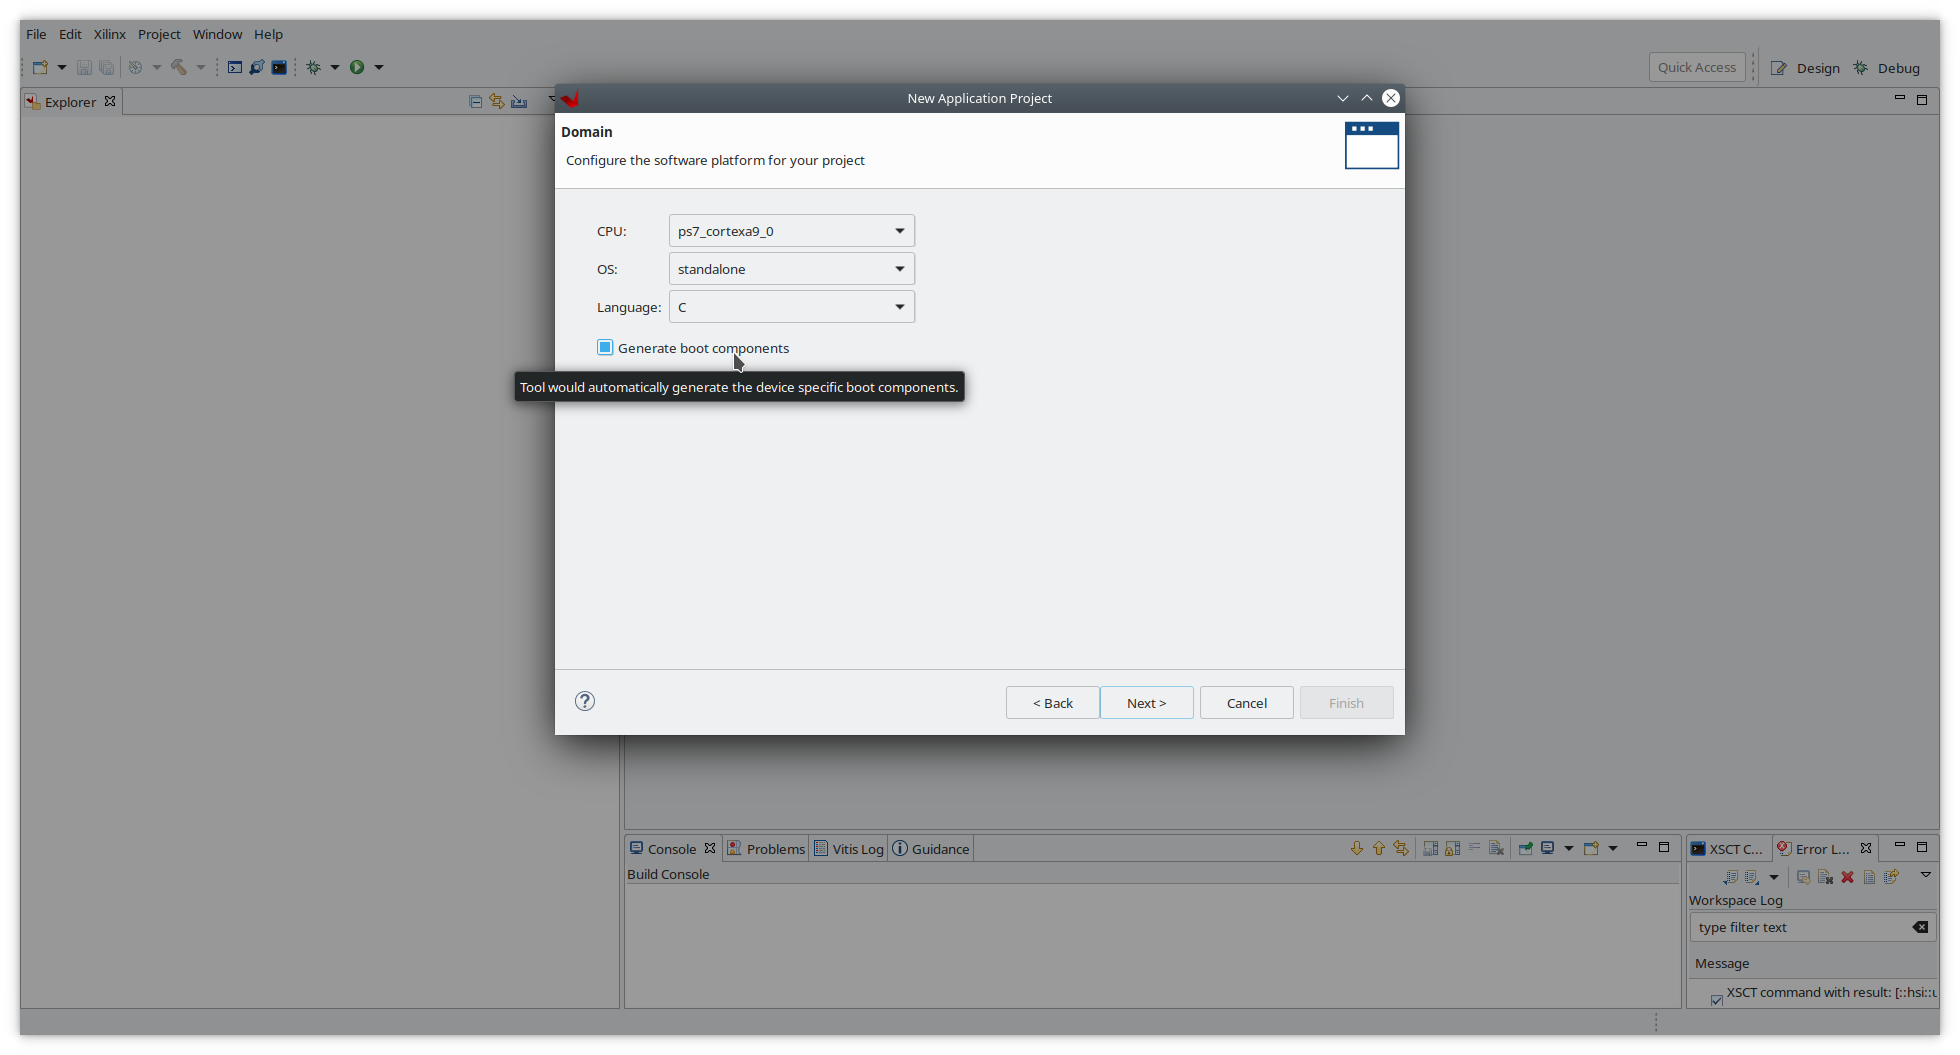 File Edit Xilinx Project Window Help
Quick Access Design Debug
Explorer
New Application Project
Domain
Configure the software platform for your project
CPU: ps7_cortexa9_0
OS: standalone
Language: C
Generate boot components
Tool would automatically generate the device specific boot components.
?
< Back Next > Cancel Finish
Console Problems Vitis Log Guidance
Build Console
XSCT C... Error L...
Workspace Log
type filter text
Message
XSCT command with result: [::hsi::